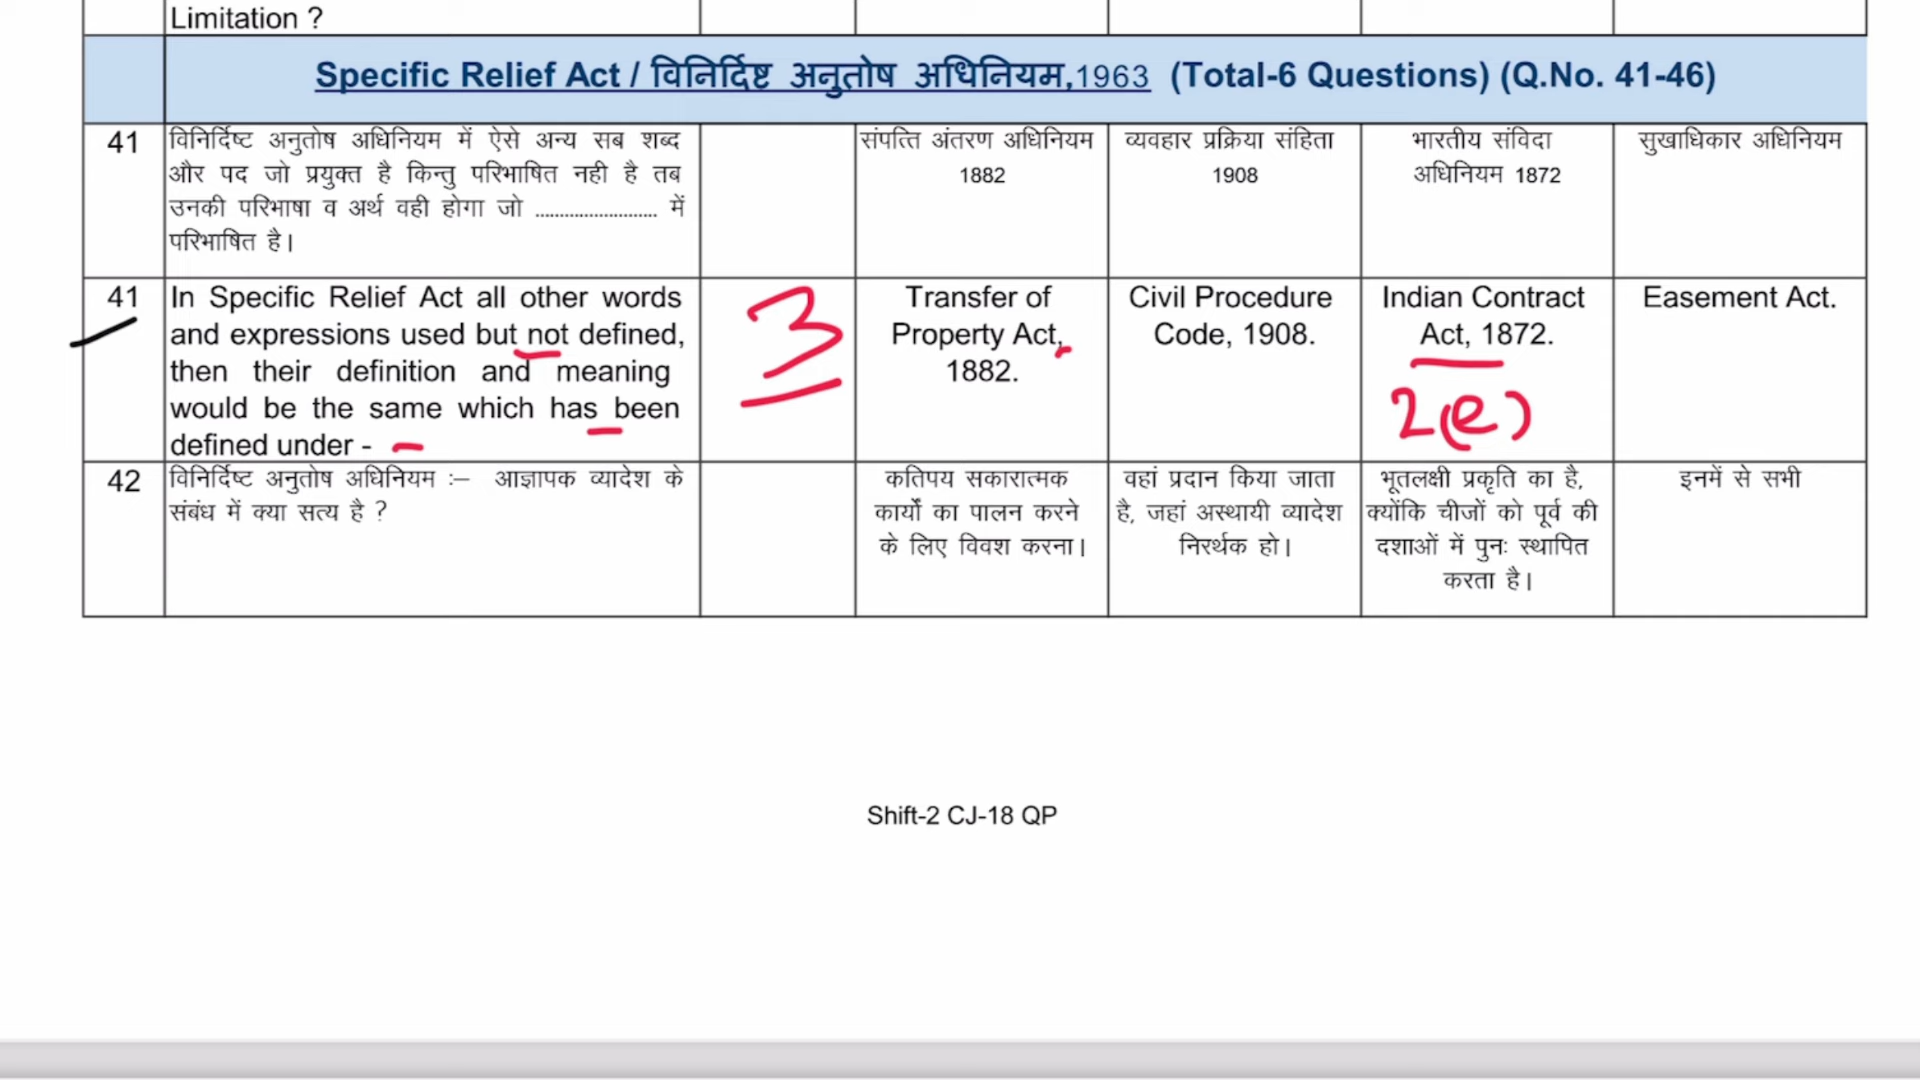 Limitation ?
Specific Relief Act / विनिर्दिष्ट अनुतोष अधिनियम,1963 (Total-6 Questions) (Q.No. 41-46)
41
विनिर्दिष्ट अनुतोष अधिनियम में ऐसे अन्य सब शब्द
और पद जो प्रयुक्त है किन्तु परिभाषित नही है तब
उनकी परिभाषा व अर्थ वही होगा जो ......................... में
परिभाषित है।
संपत्ति अंतरण अधिनियम
1882
व्यवहार प्रक्रिया संहिता
1908
भारतीय संविदा
अधिनियम 1872
सुखाधिकार अधिनियम
41
In Specific Relief Act all other words
and expressions used but not defined,
then their definition and meaning
would be the same which has been
defined under -
3
Transfer of
Property Act,
1882.
Civil Procedure
Code, 1908.
Indian Contract
Act, 1872.
2(e)
Easement Act.
42
विनिर्दिष्ट अनुतोष अधिनियम :– आज्ञापक व्यादेश के
संबंध में क्या सत्य है ?
कतिपय सकारात्मक
कार्यों का पालन करने
के लिए विवश करना।
वहां प्रदान किया जाता
है, जहां अस्थायी व्यादेश
निरर्थक हो।
भूतलक्षी प्रकृति का है,
क्योंकि चीजों को पूर्व की
दशाओं में पुनः स्थापित
करता है।
इनमें से सभी
Shift-2 CJ-18 QP